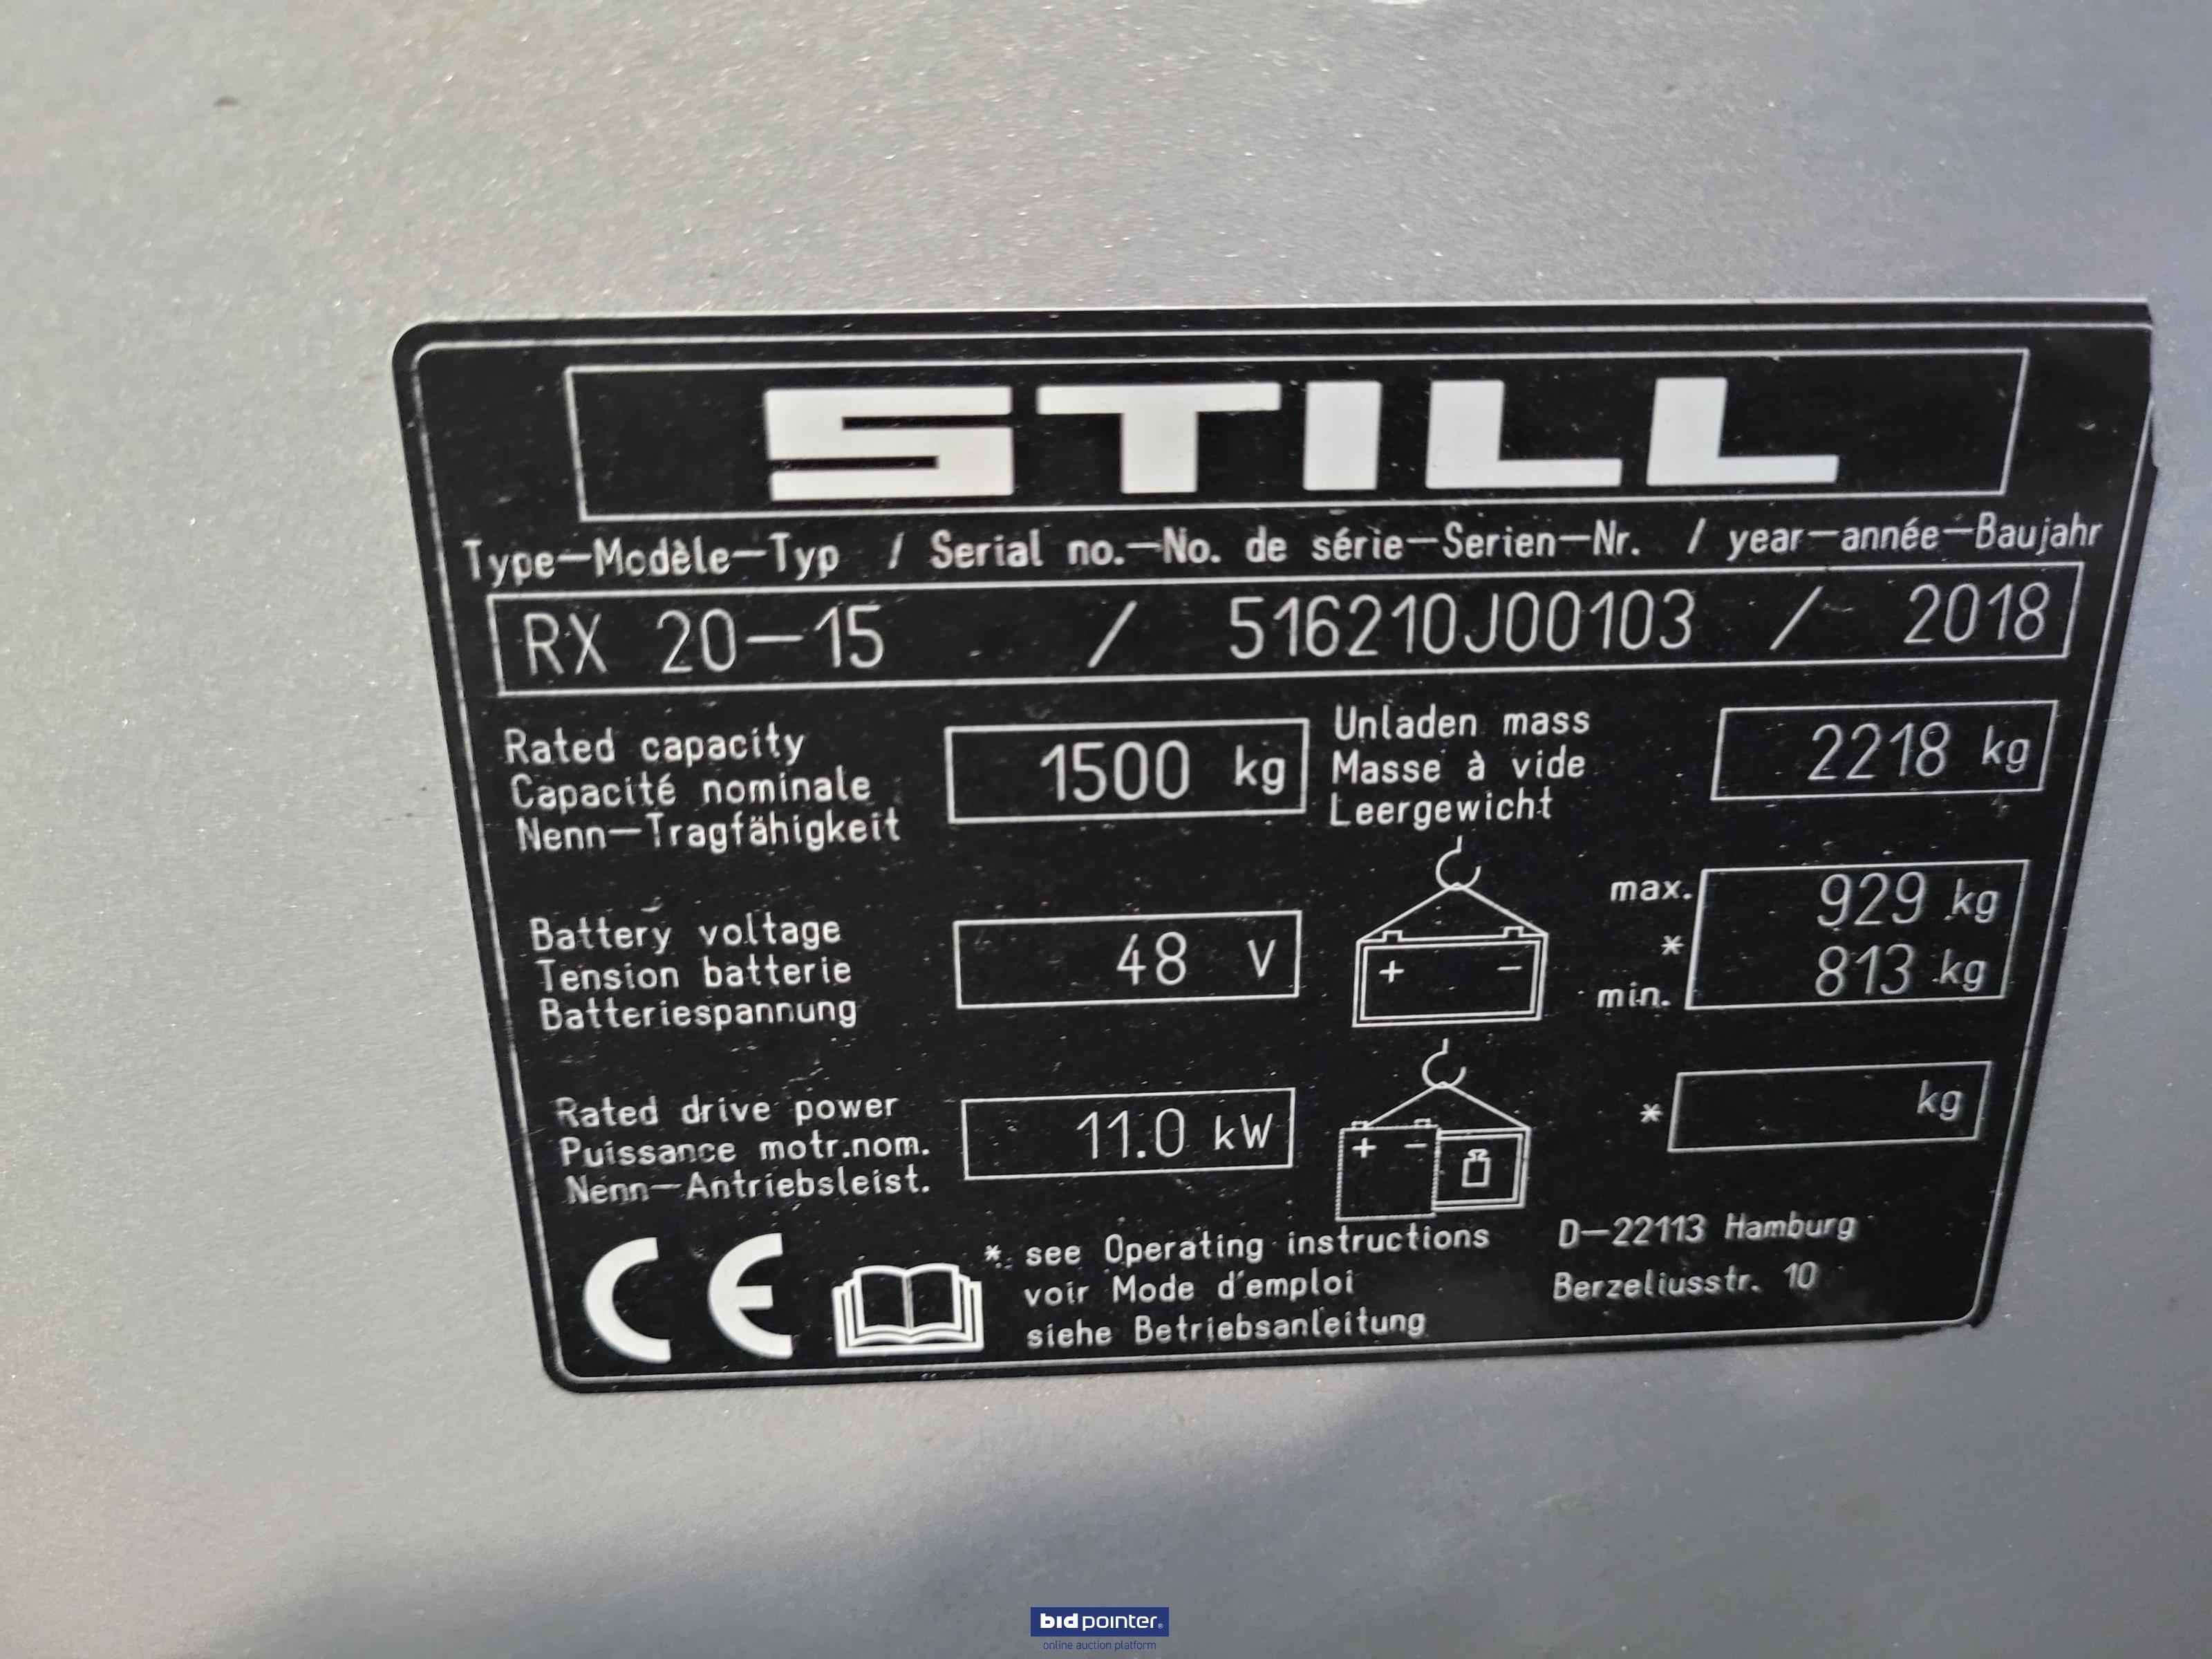 STILL
Type-Modèle-Typ / Serial no.-No. de série-Serien-Nr. / year-année-Baujahr
RX 20-15 / 516210J00103 / 2018
Rated capacity
Capacité nominale
Nenn-Tragfähigkeit
1500 kg
Unladen mass
Masse à vide
Leergewicht
2218 kg
Battery voltage
Tension batterie
Batteriespannung
48 V
+ -
max.
*
min.
929 kg
813 kg
Rated drive power
Puissance motr.nom.
Nenn-Antriebsleist.
11.0 kW
+ -
* kg
CE
* see Operating instructions
voir Mode d'emploi
siehe Betriebsanleitung
D-22113 Hamburg
Berzeliusstr. 10
bidpointer.
online auction platform